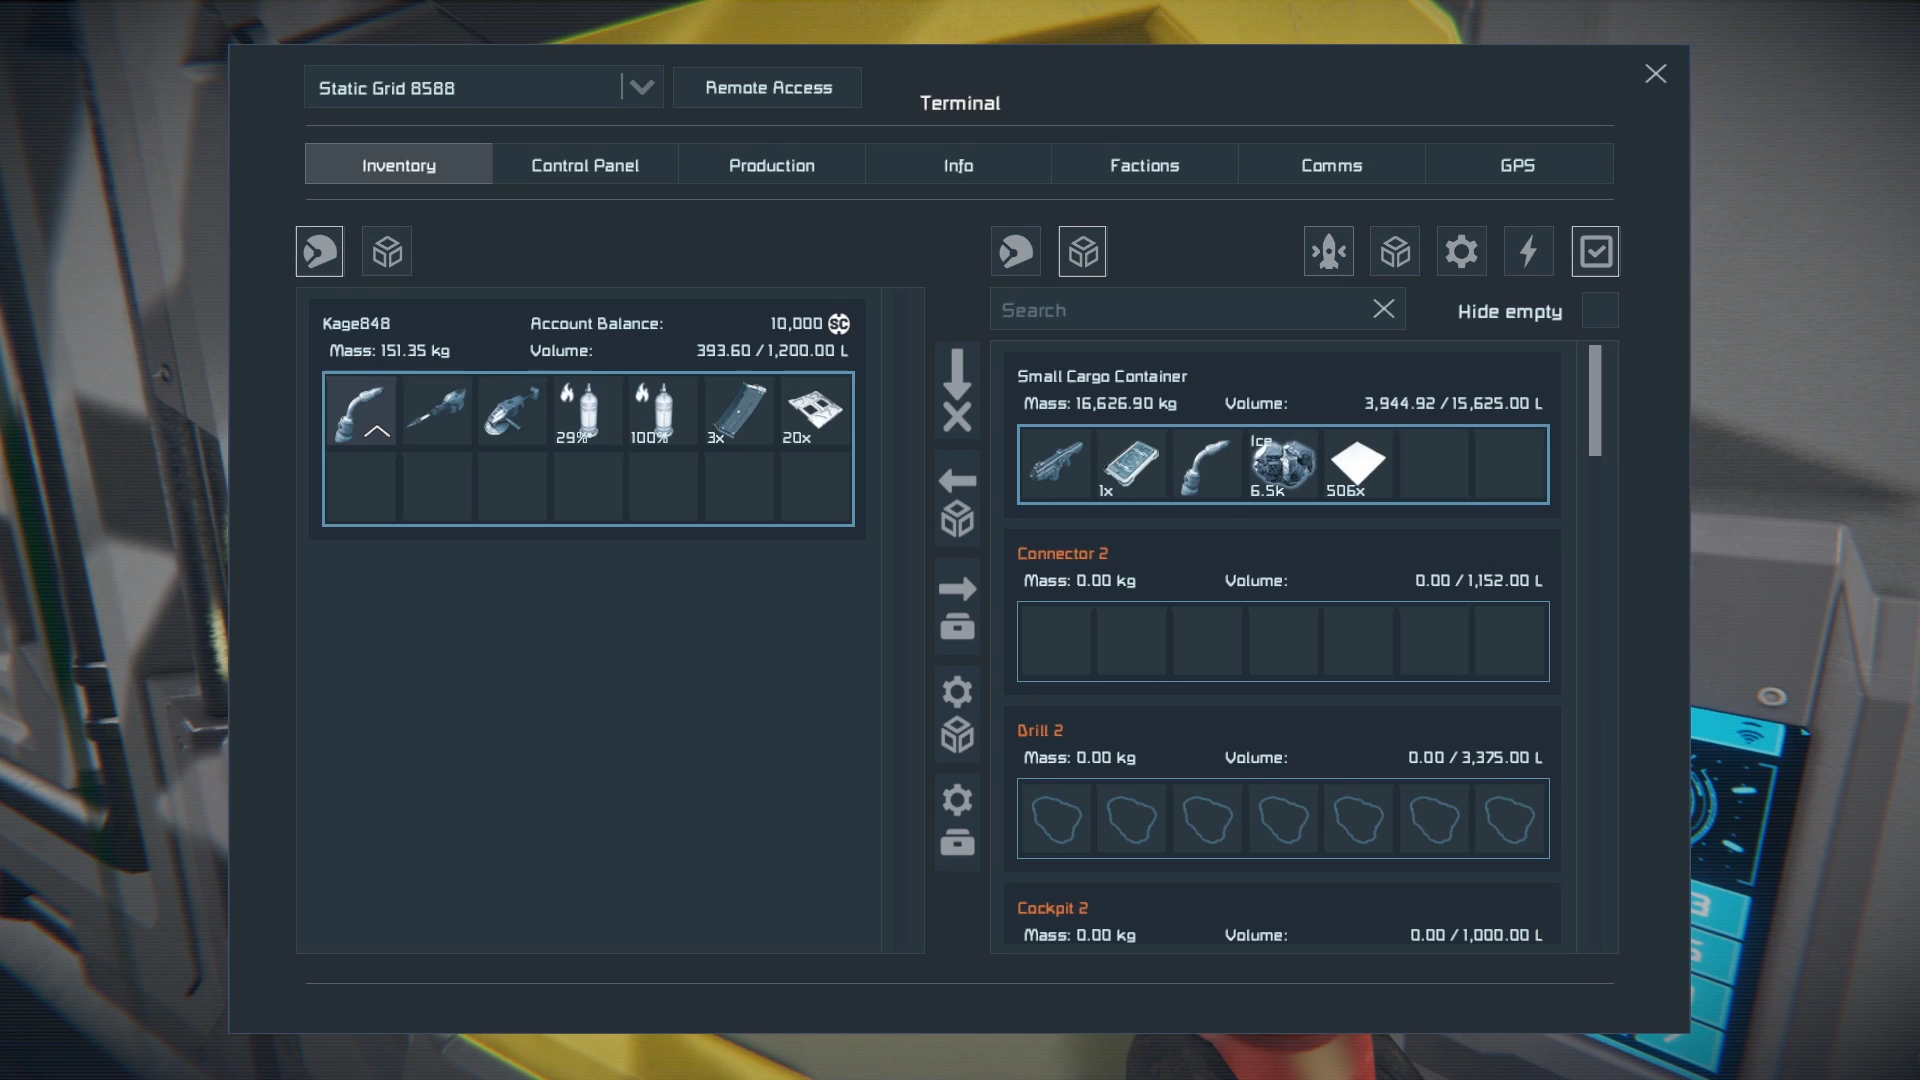 Static Grid 8588
Remote Access
Terminal
Inventory
Control Panel
Production
Info
Factions
Comms
GPS
Kage848
Account Balance:
10,000 SC
Mass: 151.35 kg
Volume:
393.60 / 1,200.00 L
29%
100%
3x
20x
Search
Hide empty
Small Cargo Container
Mass: 16,626.90 kg
Volume:
3,944.92 / 15,625.00 L
Ice
1x
6.5k
506x
Connector 2
Mass: 0.00 kg
Volume:
0.00 / 1,152.00 L
Drill 2
Mass: 0.00 kg
Volume:
0.00 / 3,375.00 L
Cockpit 2
Mass: 0.00 kg
Volume:
0.00 / 1,000.00 L